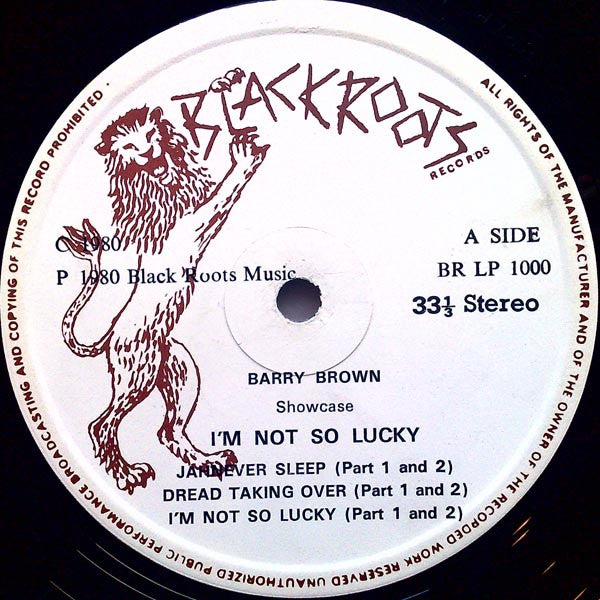 BLACKROOTS
RECORDS
C 1980
P 1980 Black Roots Music
A SIDE
BR LP 1000
33⅓ Stereo
BARRY BROWN
Showcase
I'M NOT SO LUCKY
JAH NEVER SLEEP (Part 1 and 2)
DREAD TAKING OVER (Part 1 and 2)
I'M NOT SO LUCKY (Part 1 and 2)
ALL RIGHTS OF THE MANUFACTURER AND OF THE OWNER OF THE RECORDED WORK RESERVED UNAUTHORIZED PUBLIC PERFORMANCE BROADCASTING AND COPYING OF THIS RECORD PROHIBITED ·